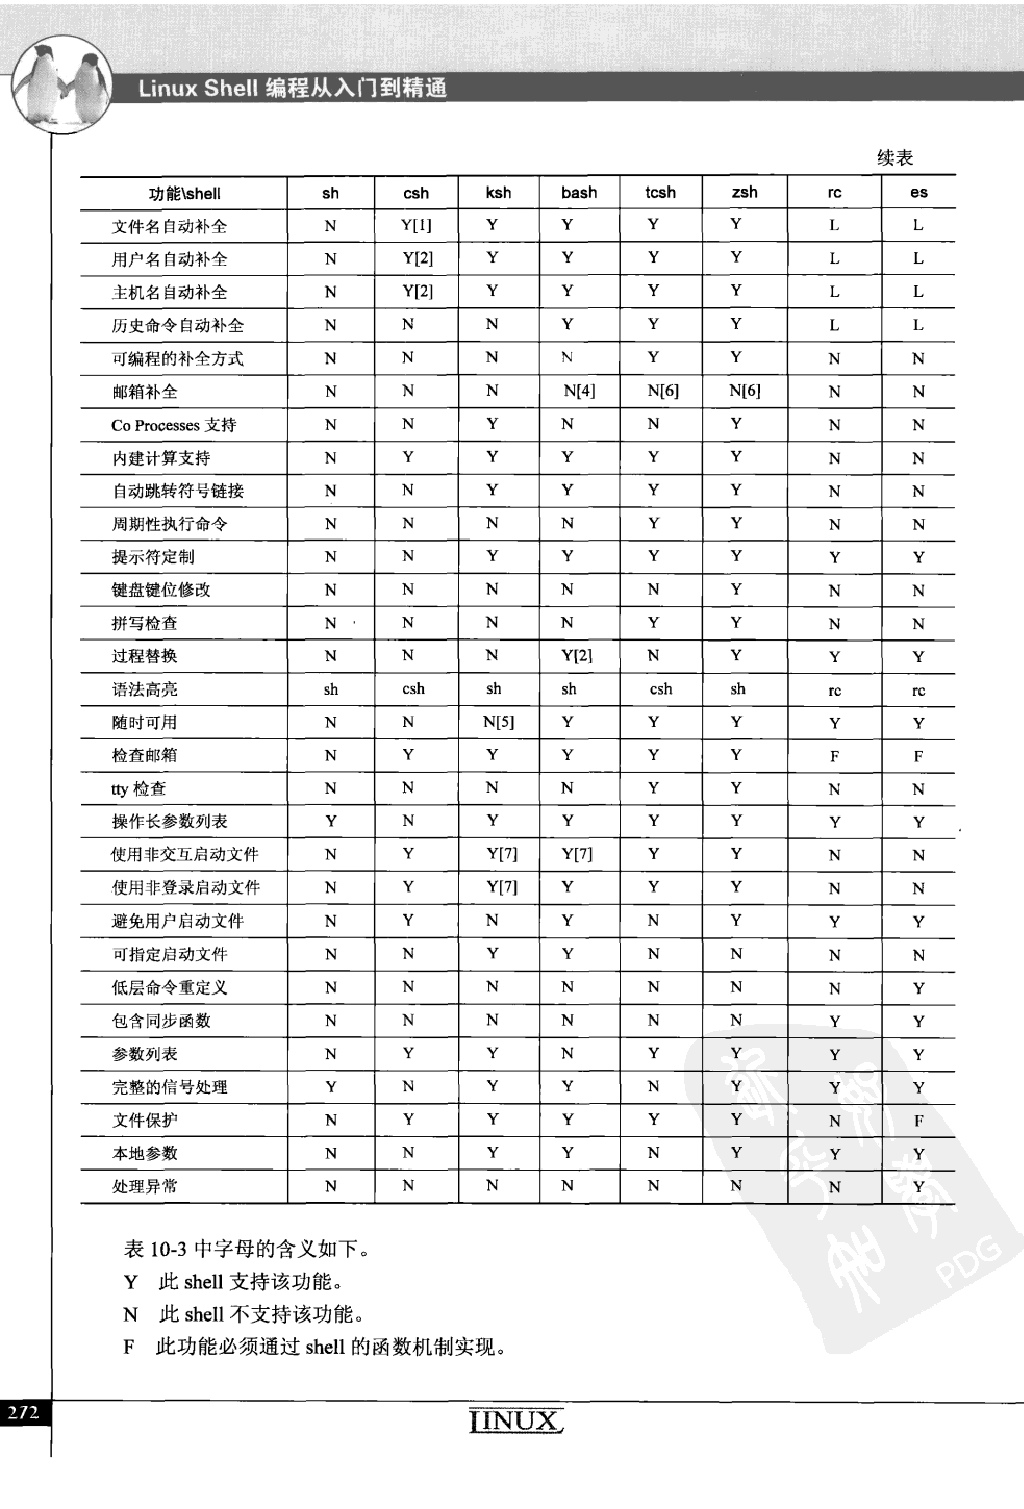 Linux Shell 编程从入门到精通
续表
功能\shell sh csh ksh bash tcsh zsh rc es
文件名自动补全 N Y[1] Y Y Y Y L L
用户名自动补全 N Y[2] Y Y Y Y L L
主机名自动补全 N Y[2] Y Y Y Y L L
历史命令自动补全 N N N Y Y Y L L
可编程的补全方式 N N N N Y Y N N
邮箱补全 N N N N[4] N[6] N[6] N N
Co Processes 支持 N N Y N N Y N N
内建计算支持 N Y Y Y Y Y N N
自动跳转符号链接 N N Y Y Y Y N N
周期性执行命令 N N N N Y Y N N
提示符定制 N N Y Y Y Y Y Y
键盘键位修改 N N N N N Y N N
拼写检查 N N N N Y Y N N
过程替换 N N N Y[2] N Y Y Y
语法高亮 sh csh sh sh csh sh rc rc
随时可用 N N N[5] Y Y Y Y Y
检查邮箱 N Y Y Y Y Y F F
tty 检查 N N N N Y Y N N
操作长参数列表 Y N Y Y Y Y Y Y
使用非交互启动文件 N Y Y[7] Y[7] Y Y N N
使用非登录启动文件 N Y Y[7] Y Y Y N N
避免用户启动文件 N Y N Y N Y Y Y
可指定启动文件 N N Y Y N N N N
低层命令重定义 N N N N N N N Y
包含同步函数 N N N N N N Y Y
参数列表 N Y Y N Y Y Y Y
完整的信号处理 Y N Y Y N Y Y Y
文件保护 N Y Y Y Y Y N F
本地参数 N N Y Y N Y Y Y
处理异常 N N N N N N N Y
表 10-3 中字母的含义如下。
Y 此 shell 支持该功能。
N 此 shell 不支持该功能。
F 此功能必须通过 shell 的函数机制实现。
PDG
272
LINUX